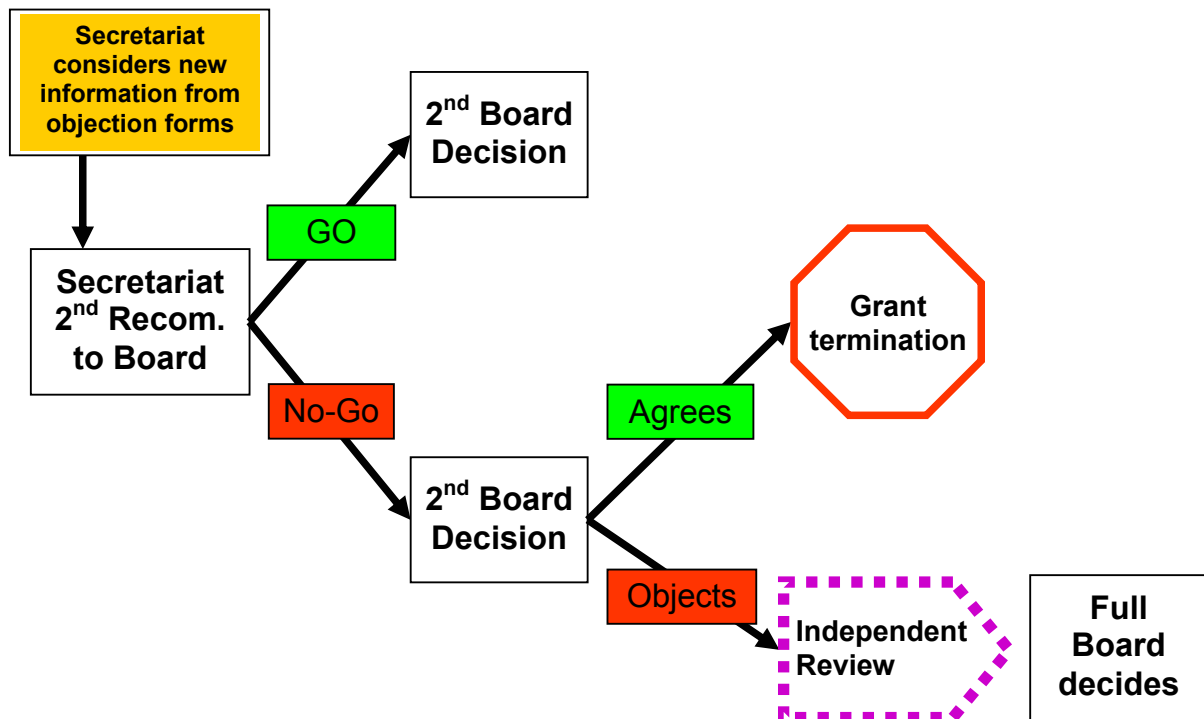 Secretariat
considers new
information from
objection forms
2nd Board
Decision
GO
Secretariat
2nd Recom.
to Board
Grant
termination
No-Go
Agrees
2nd Board
Decision
Objects
Independent
Review
Full
Board
decides